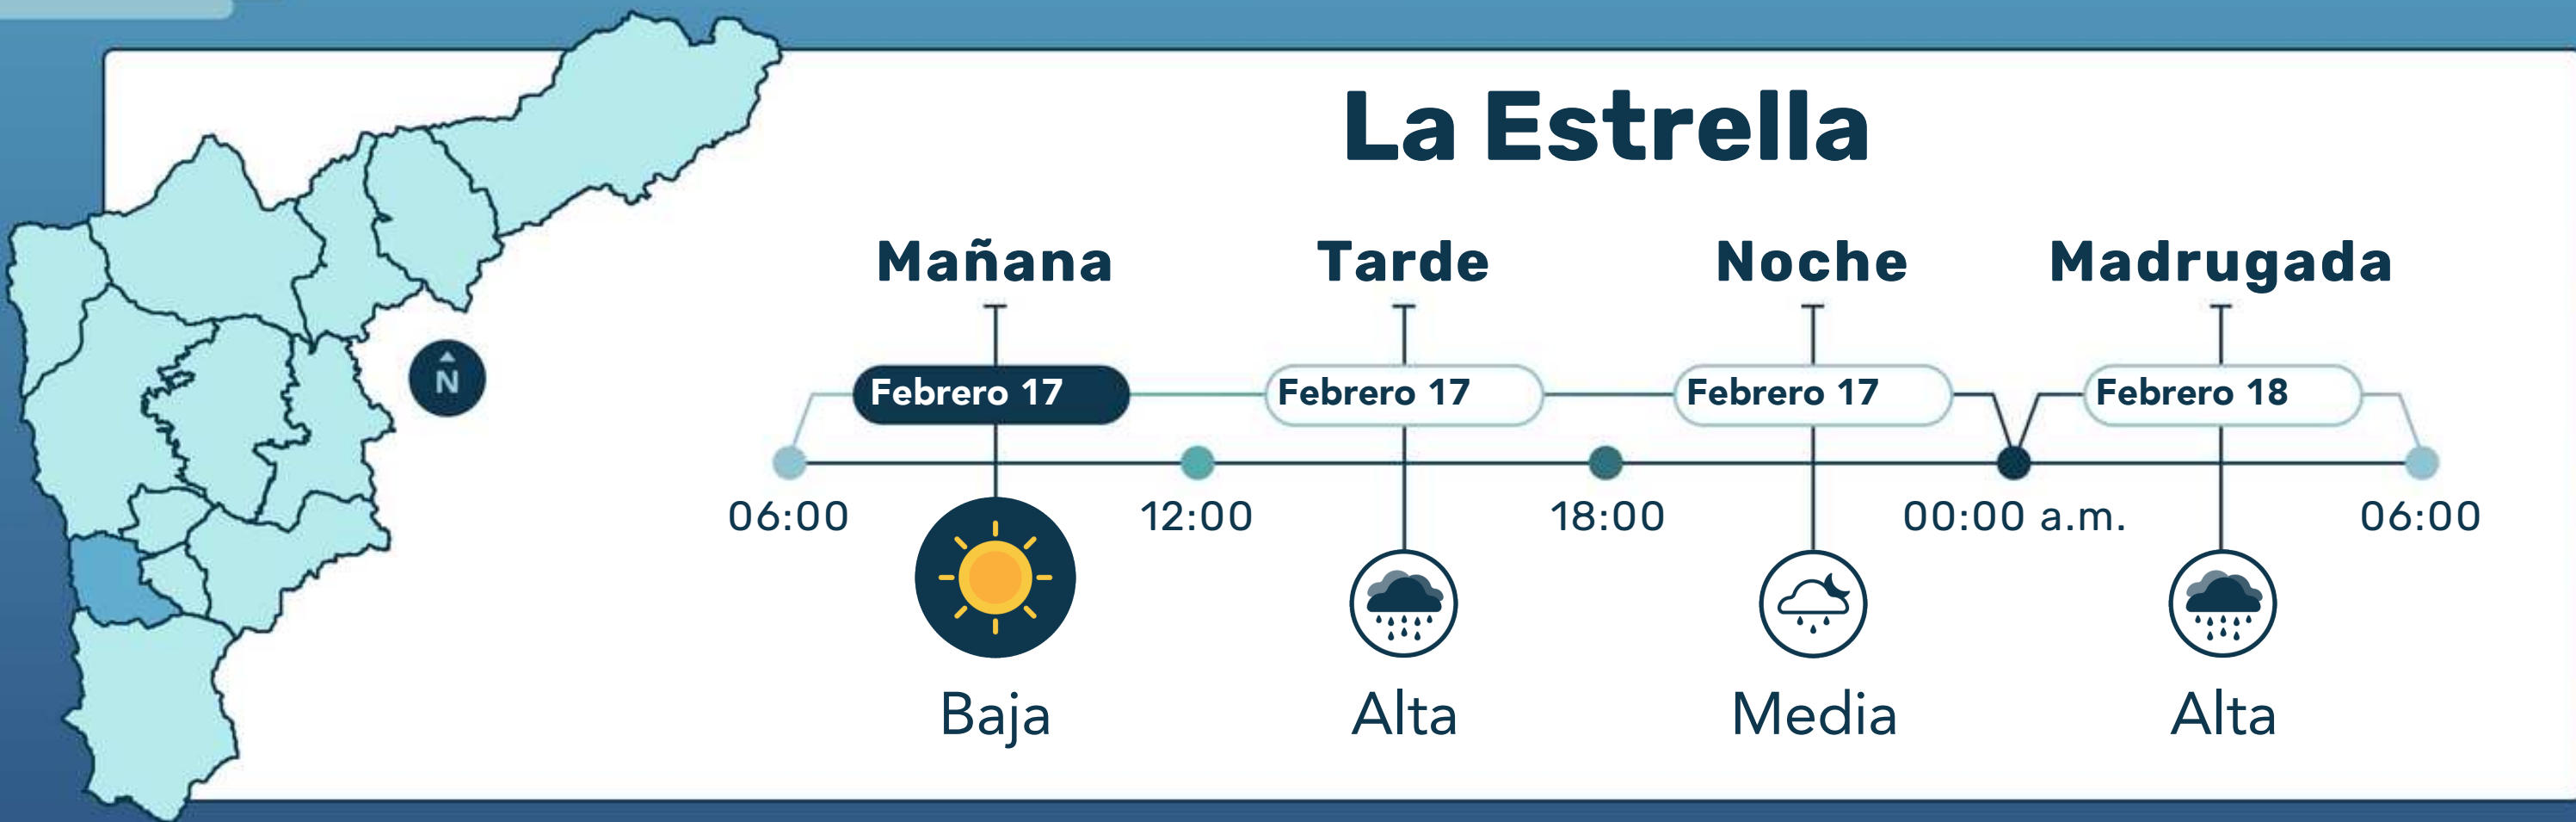 La Estrella
Mañana Tarde Noche Madrugada
Febrero 17 Febrero 17 Febrero 17 Febrero 18
N
06:00 12:00 18:00 00:00 a.m. 06:00
Baja Alta Media Alta